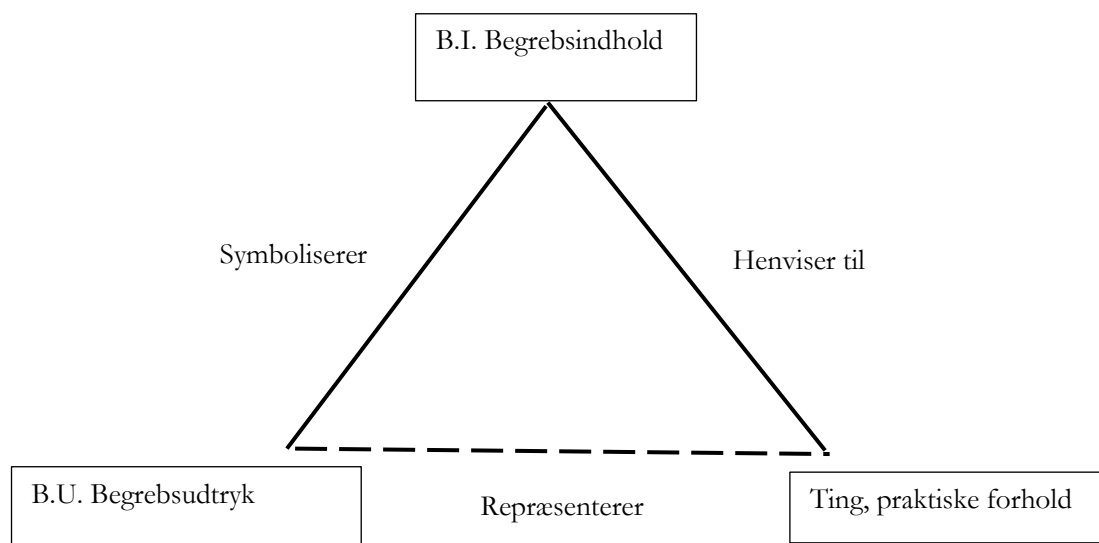 B.I. Begrebsindhold
Symboliserer
Henviser til
B.U. Begrebsudtryk
Repræsenterer
Ting, praktiske forhold